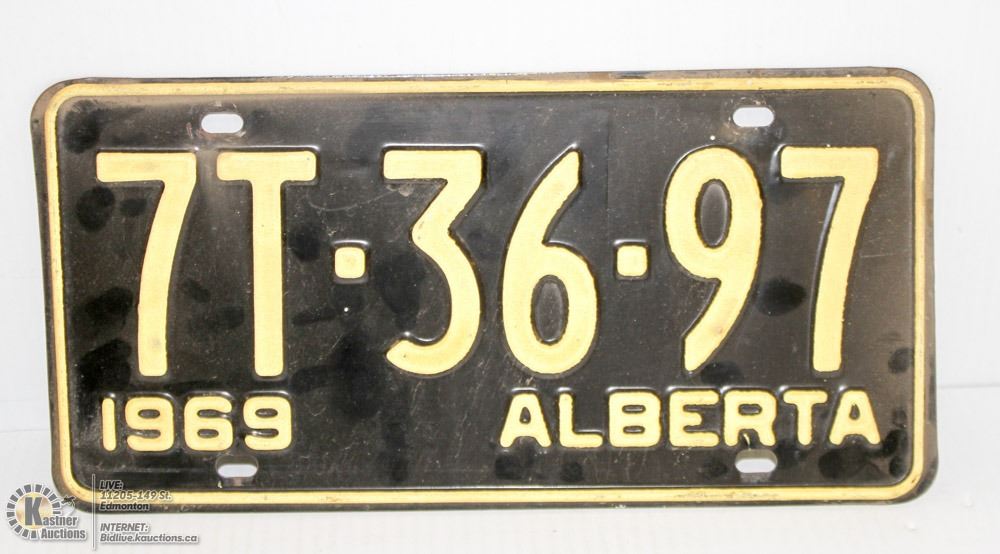 7T·36·97
1969 ALBERTA
K
Kastner
Auctions
LIVE:
11205-149 St.
Edmonton
INTERNET:
Bidlive.kauctions.ca